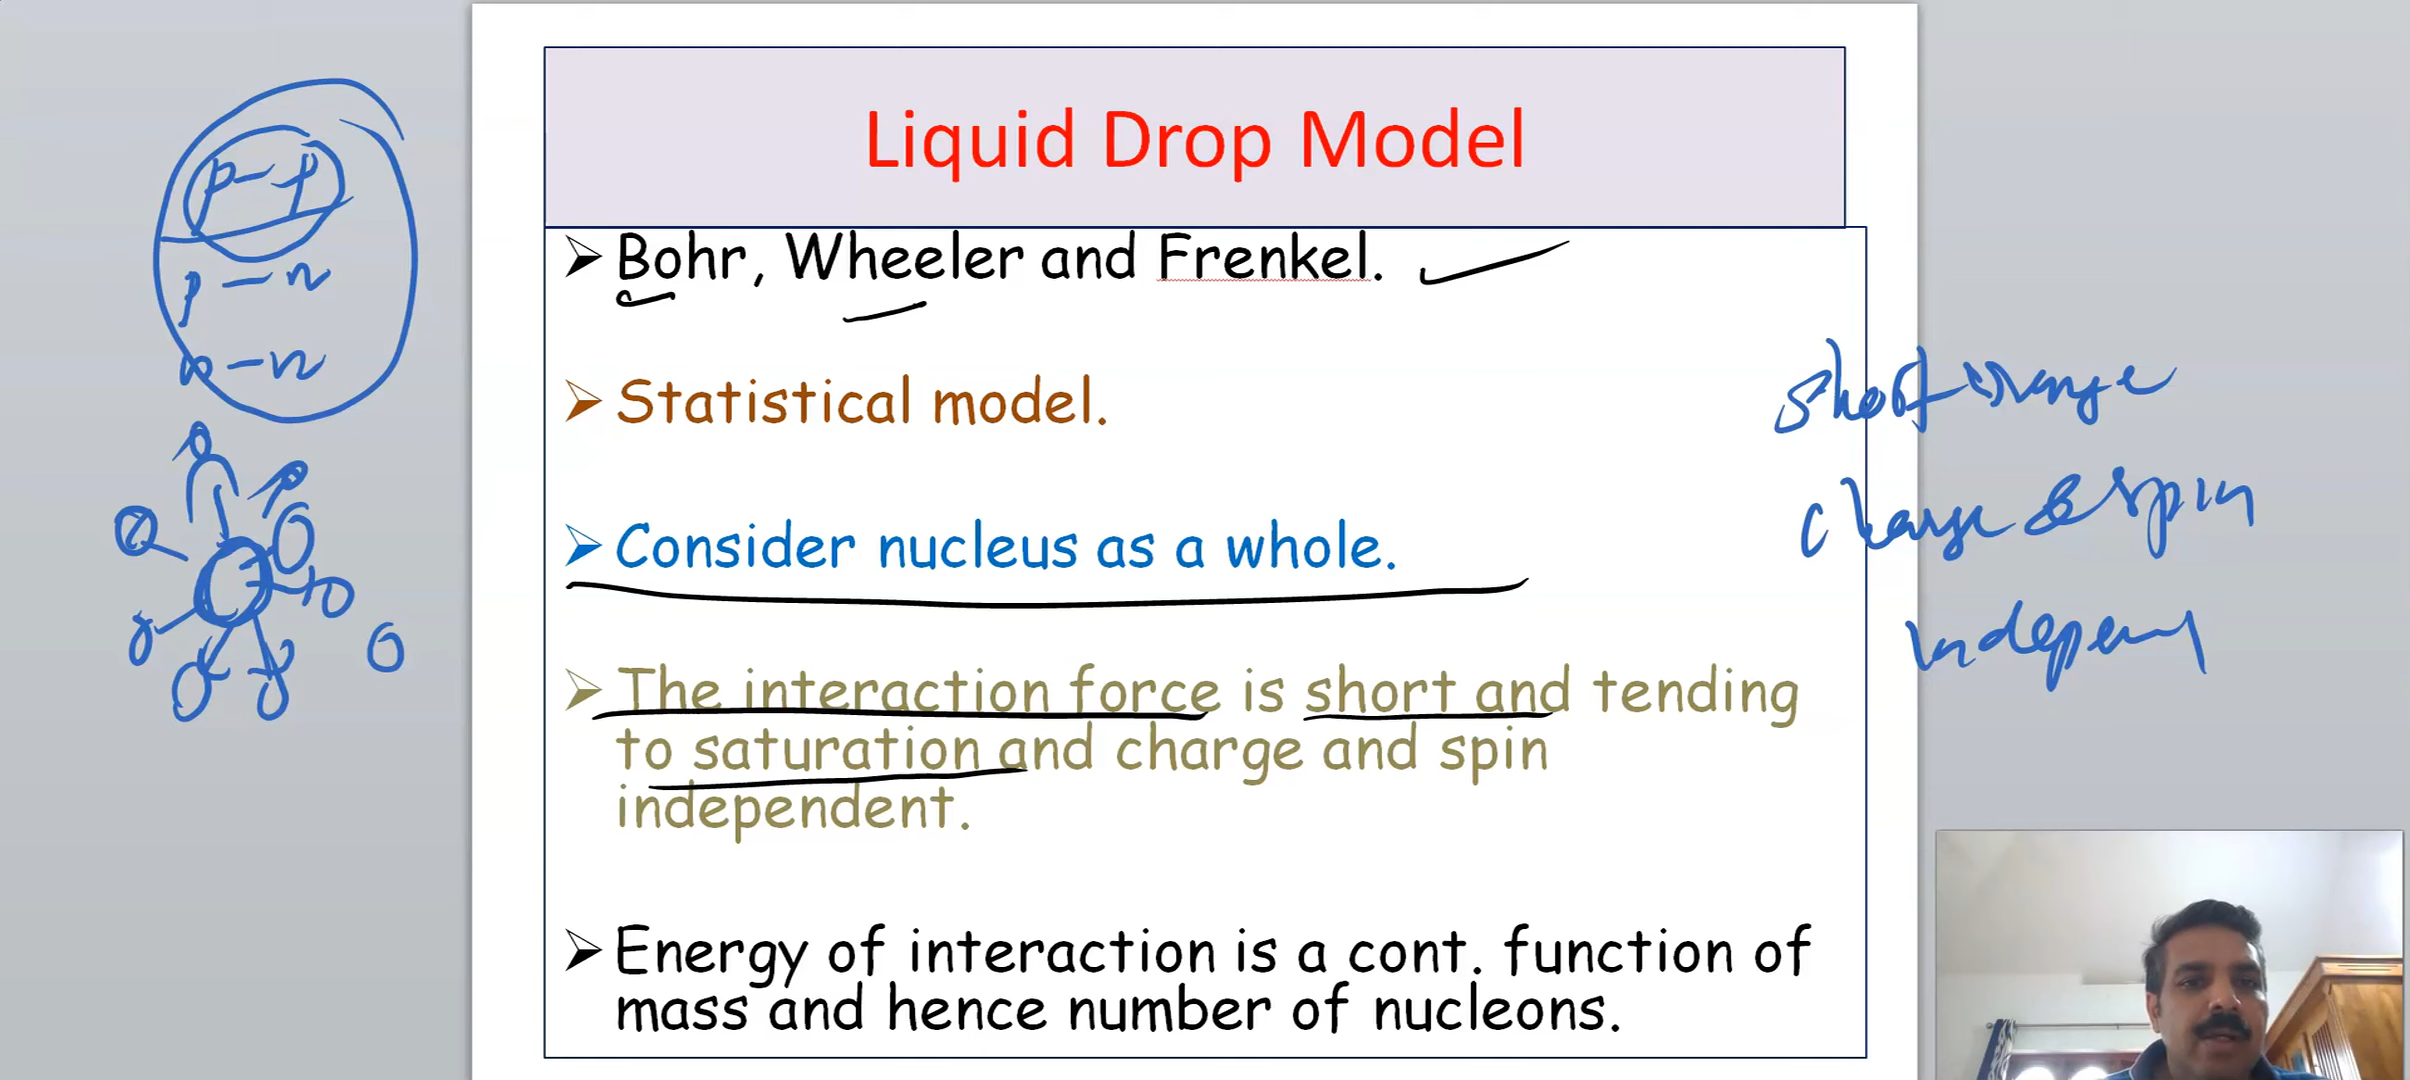 Liquid Drop Model
➢ Bohr, Wheeler and Frenkel.
➢ Statistical model.
➢ Consider nucleus as a whole.
➢ The interaction force is short and tending
to saturation and charge and spin
independent.
➢ Energy of interaction is a cont. function of
mass and hence number of nucleons.
p-p
p-n
n-n
short range
charge & spin